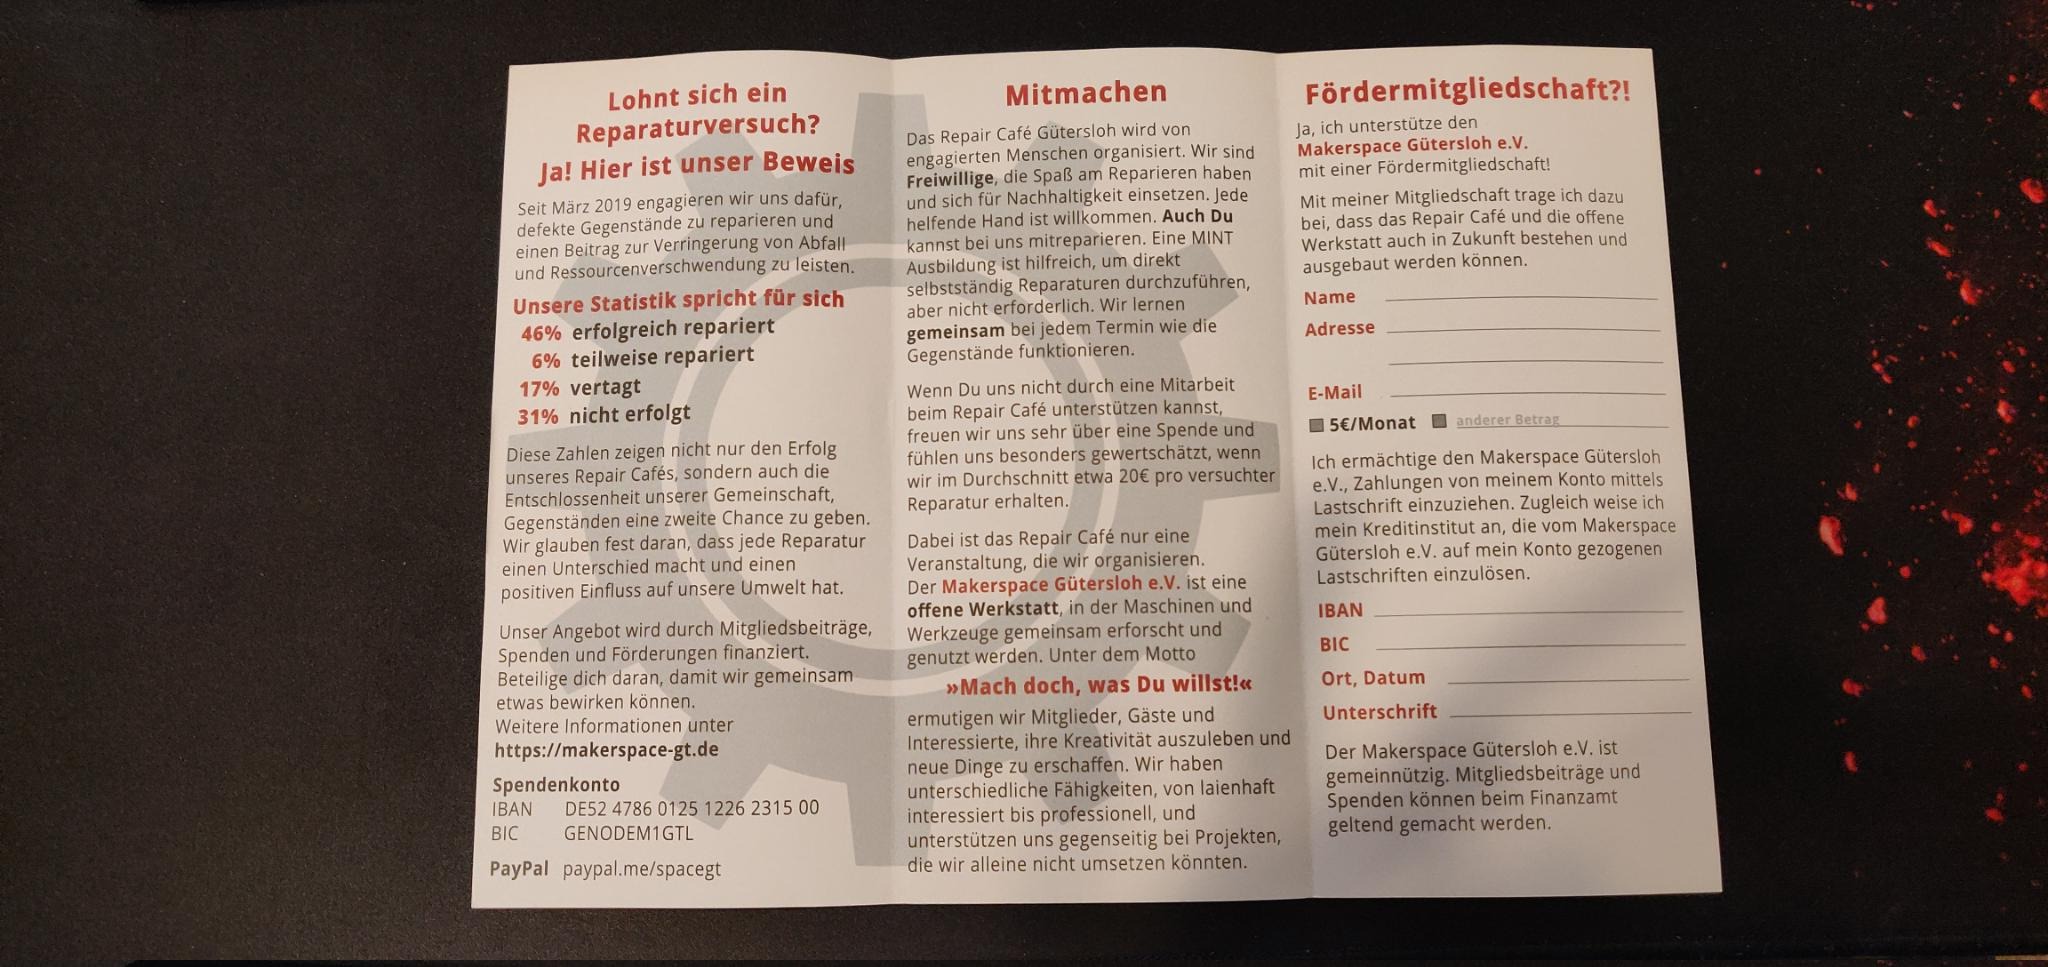 Lohnt sich ein
Reparaturversuch?
Ja! Hier ist unser Beweis
Seit März 2019 engagieren wir uns dafür,
defekte Gegenstände zu reparieren und
einen Beitrag zur Verringerung von Abfall
und Ressourcenverschwendung zu leisten.
Unsere Statistik spricht für sich
46% erfolgreich repariert
6% teilweise repariert
17% vertagt
31% nicht erfolgt
Diese Zahlen zeigen nicht nur den Erfolg
unseres Repair Cafés, sondern auch die
Entschlossenheit unserer Gemeinschaft,
Gegenständen eine zweite Chance zu geben.
Wir glauben fest daran, dass jede Reparatur
einen Unterschied macht und einen
positiven Einfluss auf unsere Umwelt hat.
Unser Angebot wird durch Mitgliedsbeiträge,
Spenden und Förderungen finanziert.
Beteilige dich daran, damit wir gemeinsam
etwas bewirken können.
Weitere Informationen unter
https://makerspace-gt.de
Spendenkonto
IBAN DE52 4786 0125 1226 2315 00
BIC GENODEM1GTL
PayPal paypal.me/spacegt
Mitmachen
Das Repair Café Gütersloh wird von
engagierten Menschen organisiert. Wir sind
Freiwillige, die Spaß am Reparieren haben
und sich für Nachhaltigkeit einsetzen. Jede
helfende Hand ist willkommen. Auch Du
kannst bei uns mitreparieren. Eine MINT
Ausbildung ist hilfreich, um direkt
selbstständig Reparaturen durchzuführen,
aber nicht erforderlich. Wir lernen
gemeinsam bei jedem Termin wie die
Gegenstände funktionieren.
Wenn Du uns nicht durch eine Mitarbeit
beim Repair Café unterstützen kannst,
freuen wir uns sehr über eine Spende und
fühlen uns besonders gewertschätzt, wenn
wir im Durchschnitt etwa 20€ pro versuchter
Reparatur erhalten.
Dabei ist das Repair Café nur eine
Veranstaltung, die wir organisieren.
Der Makerspace Gütersloh e.V. ist eine
offene Werkstatt, in der Maschinen und
Werkzeuge gemeinsam erforscht und
genutzt werden. Unter dem Motto
»Mach doch, was Du willst!«
ermutigen wir Mitglieder, Gäste und
Interessierte, ihre Kreativität auszuleben und
neue Dinge zu erschaffen. Wir haben
unterschiedliche Fähigkeiten, von laienhaft
interessiert bis professionell, und
unterstützen uns gegenseitig bei Projekten,
die wir alleine nicht umsetzen könnten.
Fördermitgliedschaft?!
Ja, ich unterstütze den
Makerspace Gütersloh e.V.
mit einer Fördermitgliedschaft!
Mit meiner Mitgliedschaft trage ich dazu
bei, dass das Repair Café und die offene
Werkstatt auch in Zukunft bestehen und
ausgebaut werden können.
Name
Adresse
E-Mail
5€/Monat anderer Betrag
Ich ermächtige den Makerspace Gütersloh
e.V., Zahlungen von meinem Konto mittels
Lastschrift einzuziehen. Zugleich weise ich
mein Kreditinstitut an, die vom Makerspace
Gütersloh e.V. auf mein Konto gezogenen
Lastschriften einzulösen.
IBAN
BIC
Ort, Datum
Unterschrift
Der Makerspace Gütersloh e.V. ist
gemeinnützig. Mitgliedsbeiträge und
Spenden können beim Finanzamt
geltend gemacht werden.